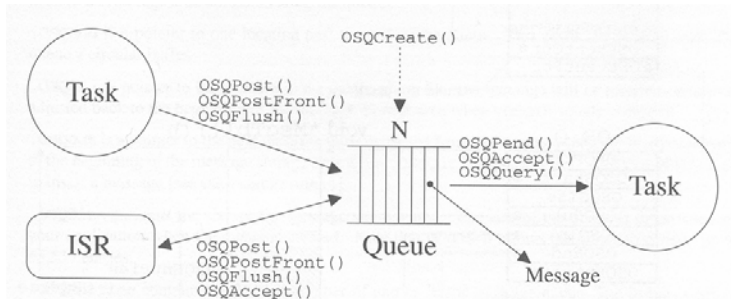 OSQCreate()
Task
OSQPost()
OSQPostFront()
OSQFlush()
N
OSQPend()
OSQAccept()
OSQQuery()
Task
ISR
Queue
OSQPost()
OSQPostFront()
OSQFlush()
OSQAccept()
Message